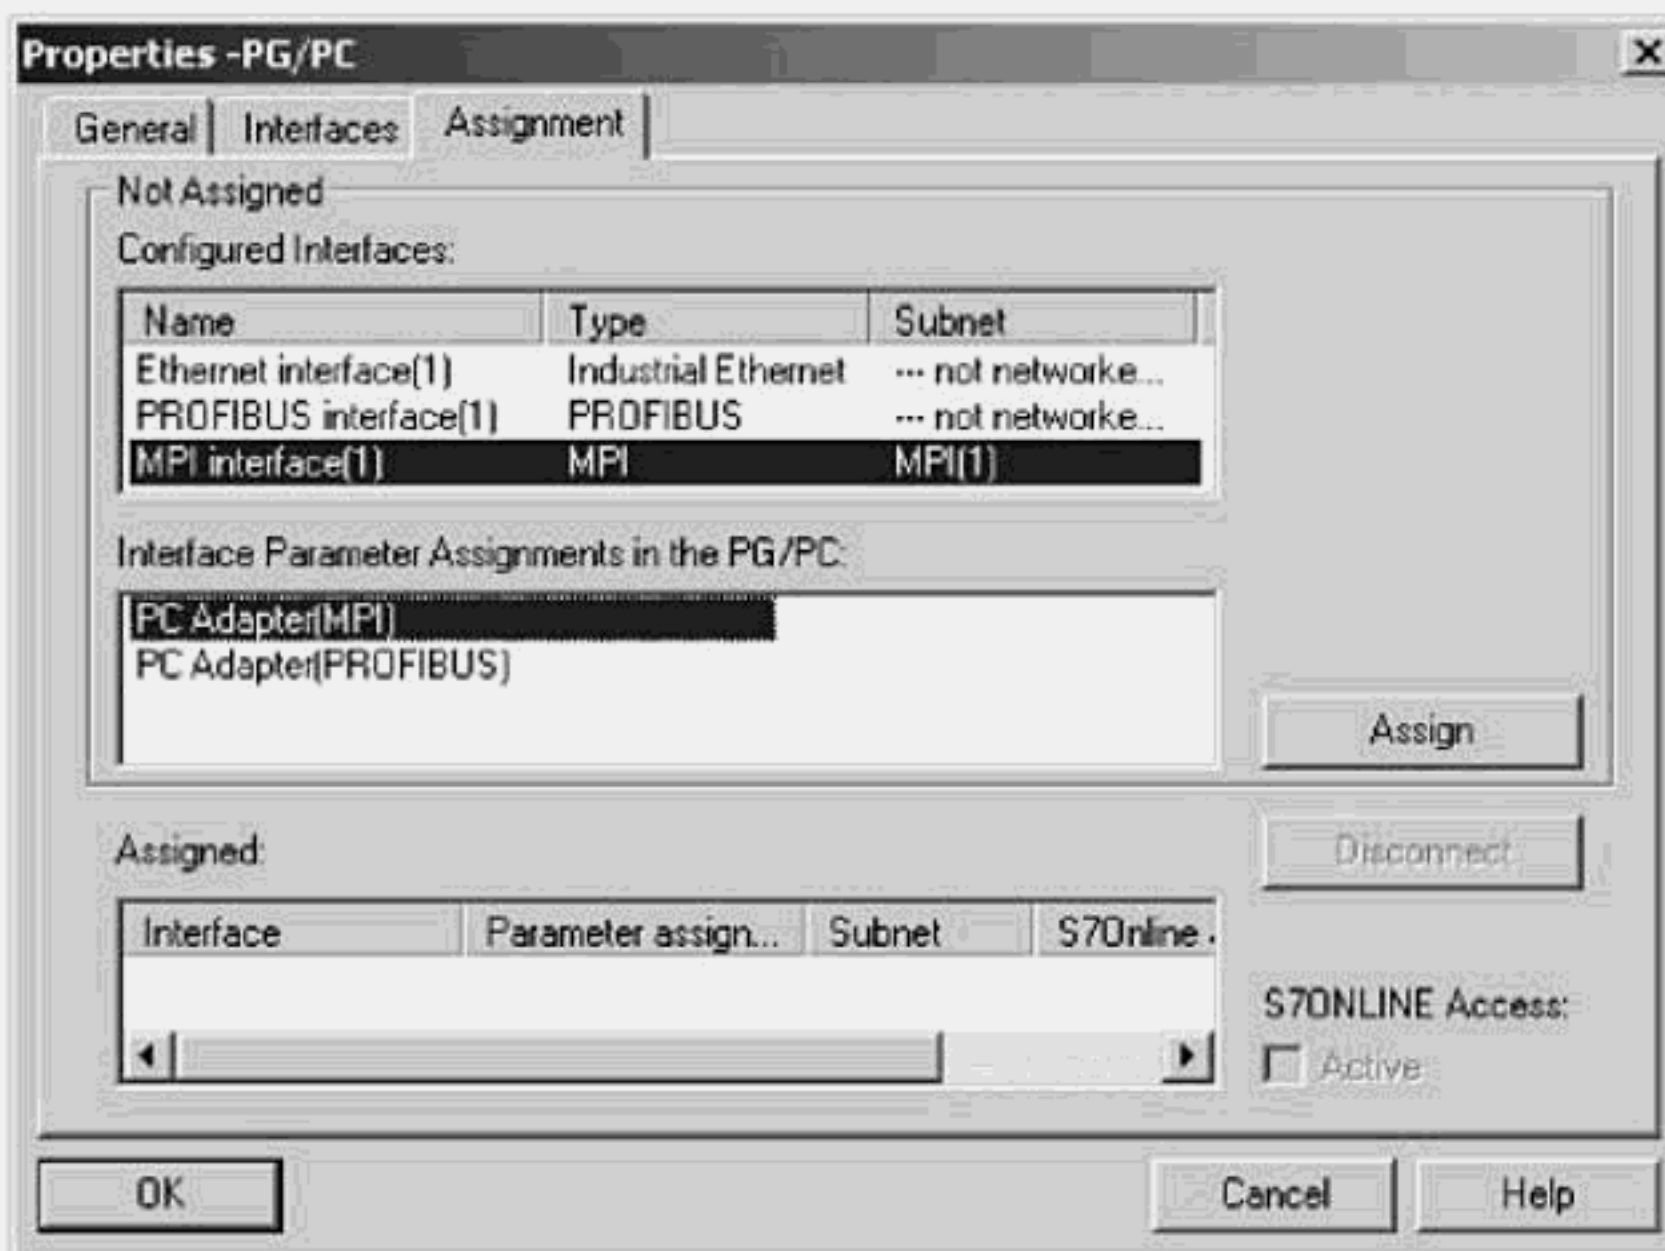 Properties -PG/PC
General Interfaces Assignment
Not Assigned
Configured Interfaces:
Name Type Subnet
Ethernet interface(1) Industrial Ethernet --- not networke...
PROFIBUS interface(1) PROFIBUS --- not networke...
MPI interface(1) MPI MPI(1)
Interface Parameter Assignments in the PG/PC:
PC Adapter(MPI)
PC Adapter(PROFIBUS)
Assign
Disconnect
Assigned:
Interface Parameter assign... Subnet S7Online
S7ONLINE Access:
Active
OK Cancel Help